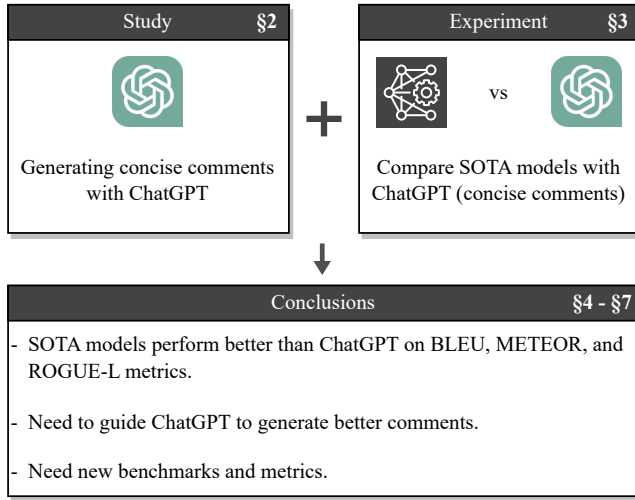 Study §2
Generating concise comments
with ChatGPT
+
Experiment §3
vs
Compare SOTA models with
ChatGPT (concise comments)
Conclusions §4 - §7
- SOTA models perform better than ChatGPT on BLEU, METEOR, and
ROGUE-L metrics.
- Need to guide ChatGPT to generate better comments.
- Need new benchmarks and metrics.